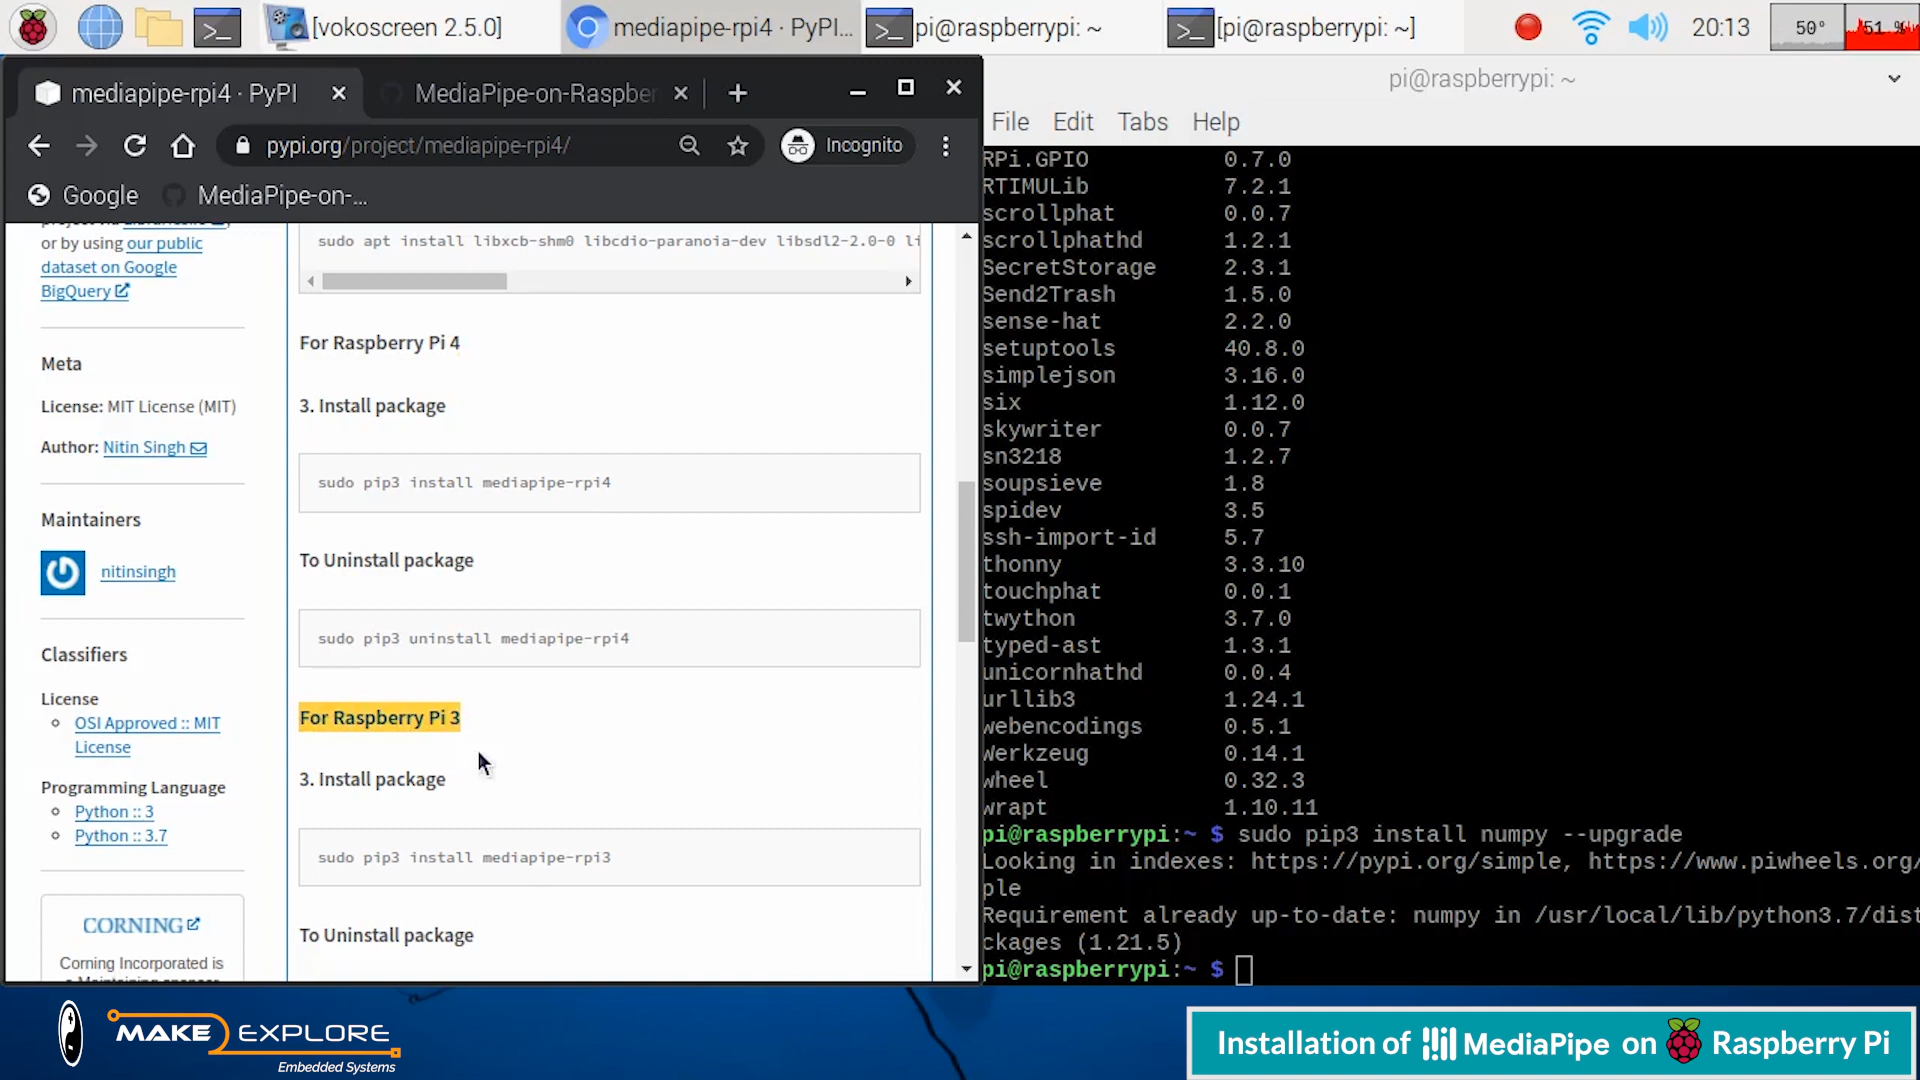 [vokoscreen 2.5.0]
mediapipe-rpi4 · PyPI...
pi@raspberrypi: ~
[pi@raspberrypi: ~]
20:13
50°
51 %
mediapipe-rpi4 · PyPI
MediaPipe-on-Raspber
pypi.org/project/mediapipe-rpi4/
Incognito
Google
MediaPipe-on-...
or by using our public
dataset on Google
BigQuery
Meta
License: MIT License (MIT)
Author: Nitin Singh
Maintainers
nitinsingh
Classifiers
License
OSI Approved :: MIT
License
Programming Language
Python :: 3
Python :: 3.7
CORNING
Corning Incorporated is
sudo apt install libxcb-shm0 libcdio-paranoia-dev libsdl2-2.0-0 li
For Raspberry Pi 4
3. Install package
sudo pip3 install mediapipe-rpi4
To Uninstall package
sudo pip3 uninstall mediapipe-rpi4
For Raspberry Pi 3
3. Install package
sudo pip3 install mediapipe-rpi3
To Uninstall package
pi@raspberrypi: ~
File Edit Tabs Help
RPi.GPIO 0.7.0
RTIMULib 7.2.1
scrollphat 0.0.7
scrollphathd 1.2.1
SecretStorage 2.3.1
Send2Trash 1.5.0
sense-hat 2.2.0
setuptools 40.8.0
simplejson 3.16.0
six 1.12.0
skywriter 0.0.7
sn3218 1.2.7
soupsieve 1.8
spidev 3.5
ssh-import-id 5.7
thonny 3.3.10
touchphat 0.0.1
twython 3.7.0
typed-ast 1.3.1
unicornhathd 0.0.4
urllib3 1.24.1
webencodings 0.5.1
Werkzeug 0.14.1
wheel 0.32.3
wrapt 1.10.11
pi@raspberrypi:~ $ sudo pip3 install numpy --upgrade
Looking in indexes: https://pypi.org/simple, https://www.piwheels.org/
ple
Requirement already up-to-date: numpy in /usr/local/lib/python3.7/dist
ckages (1.21.5)
pi@raspberrypi:~ $
MAKE EXPLORE
Embedded Systems
Installation of MediaPipe on Raspberry Pi